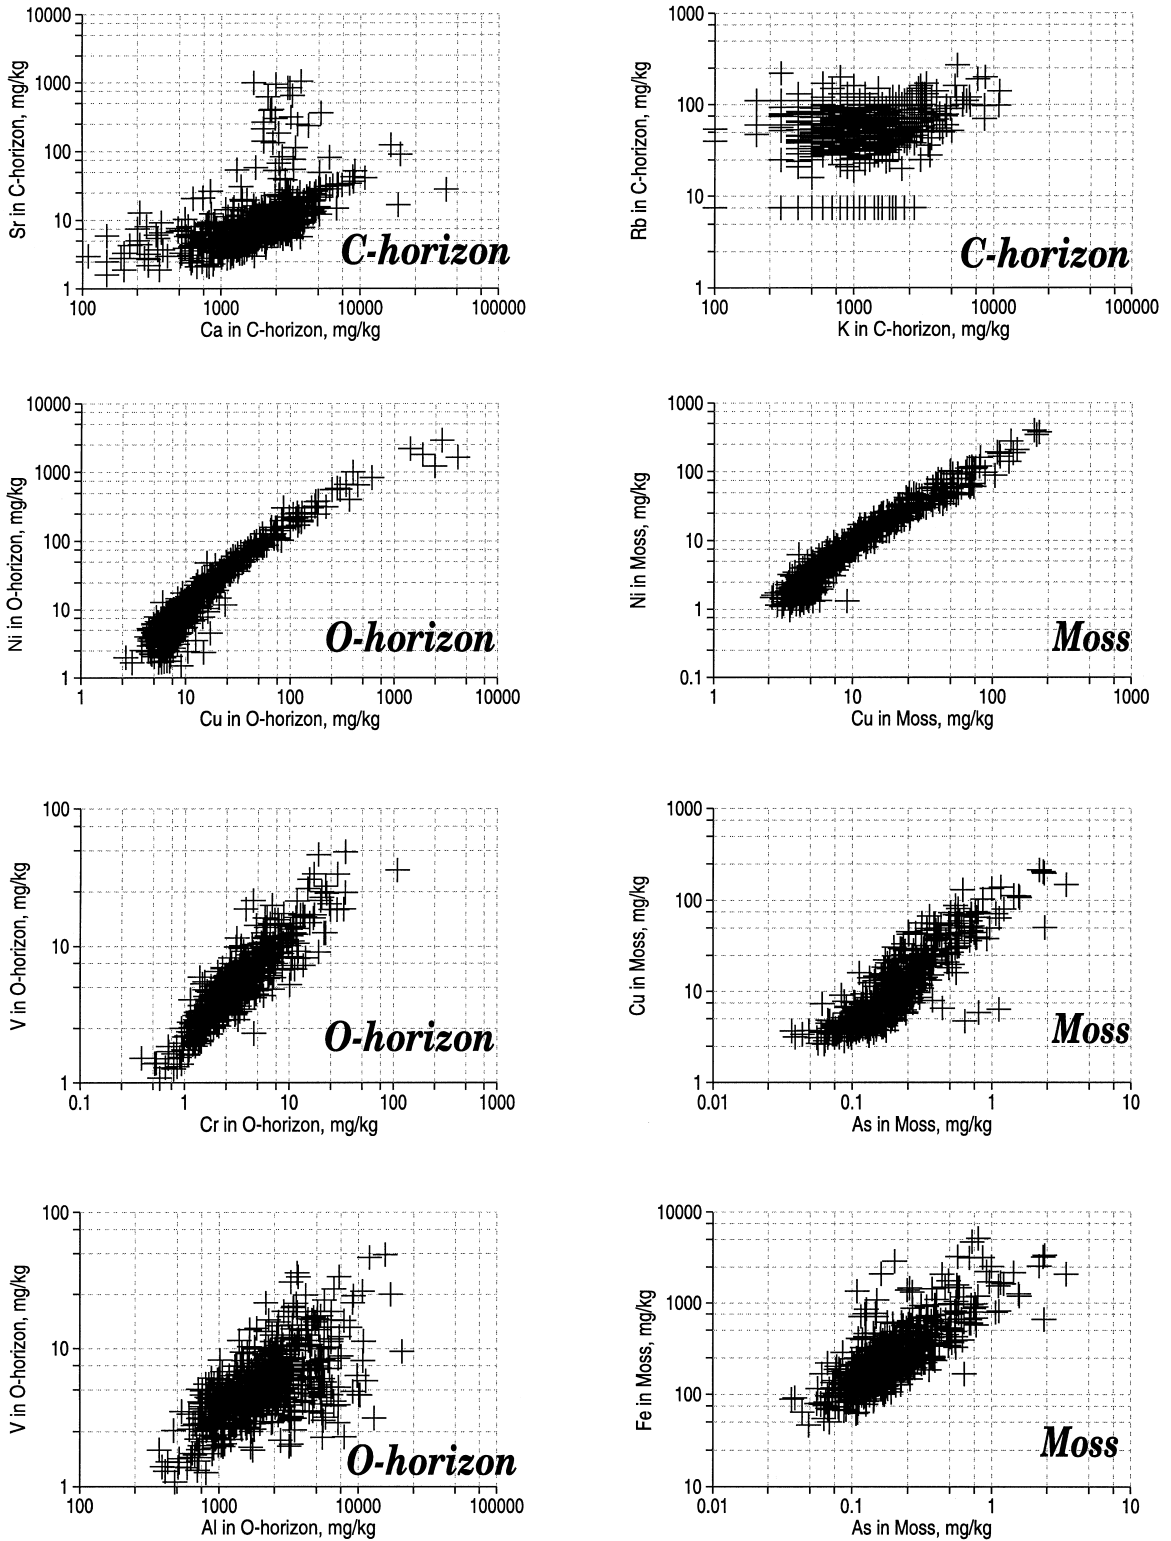 10000
1000
100
10
1
Sr in C-horizon, mg/kg
C-horizon
100
1000
10000
100000
Ca in C-horizon, mg/kg
1000
100
10
1
Rb in C-horizon, mg/kg
C-horizon
100
1000
10000
100000
K in C-horizon, mg/kg
10000
1000
100
10
1
Ni in O-horizon, mg/kg
O-horizon
1
10
100
1000
10000
Cu in O-horizon, mg/kg
1000
100
10
1
0.1
Ni in Moss, mg/kg
Moss
1
10
100
1000
Cu in Moss, mg/kg
100
10
1
V in O-horizon, mg/kg
O-horizon
0.1
1
10
100
1000
Cr in O-horizon, mg/kg
1000
100
10
1
Cu in Moss, mg/kg
Moss
0.01
0.1
1
10
As in Moss, mg/kg
100
10
1
V in O-horizon, mg/kg
O-horizon
100
1000
10000
100000
Al in O-horizon, mg/kg
10000
1000
100
10
Fe in Moss, mg/kg
Moss
0.01
0.1
1
10
As in Moss, mg/kg